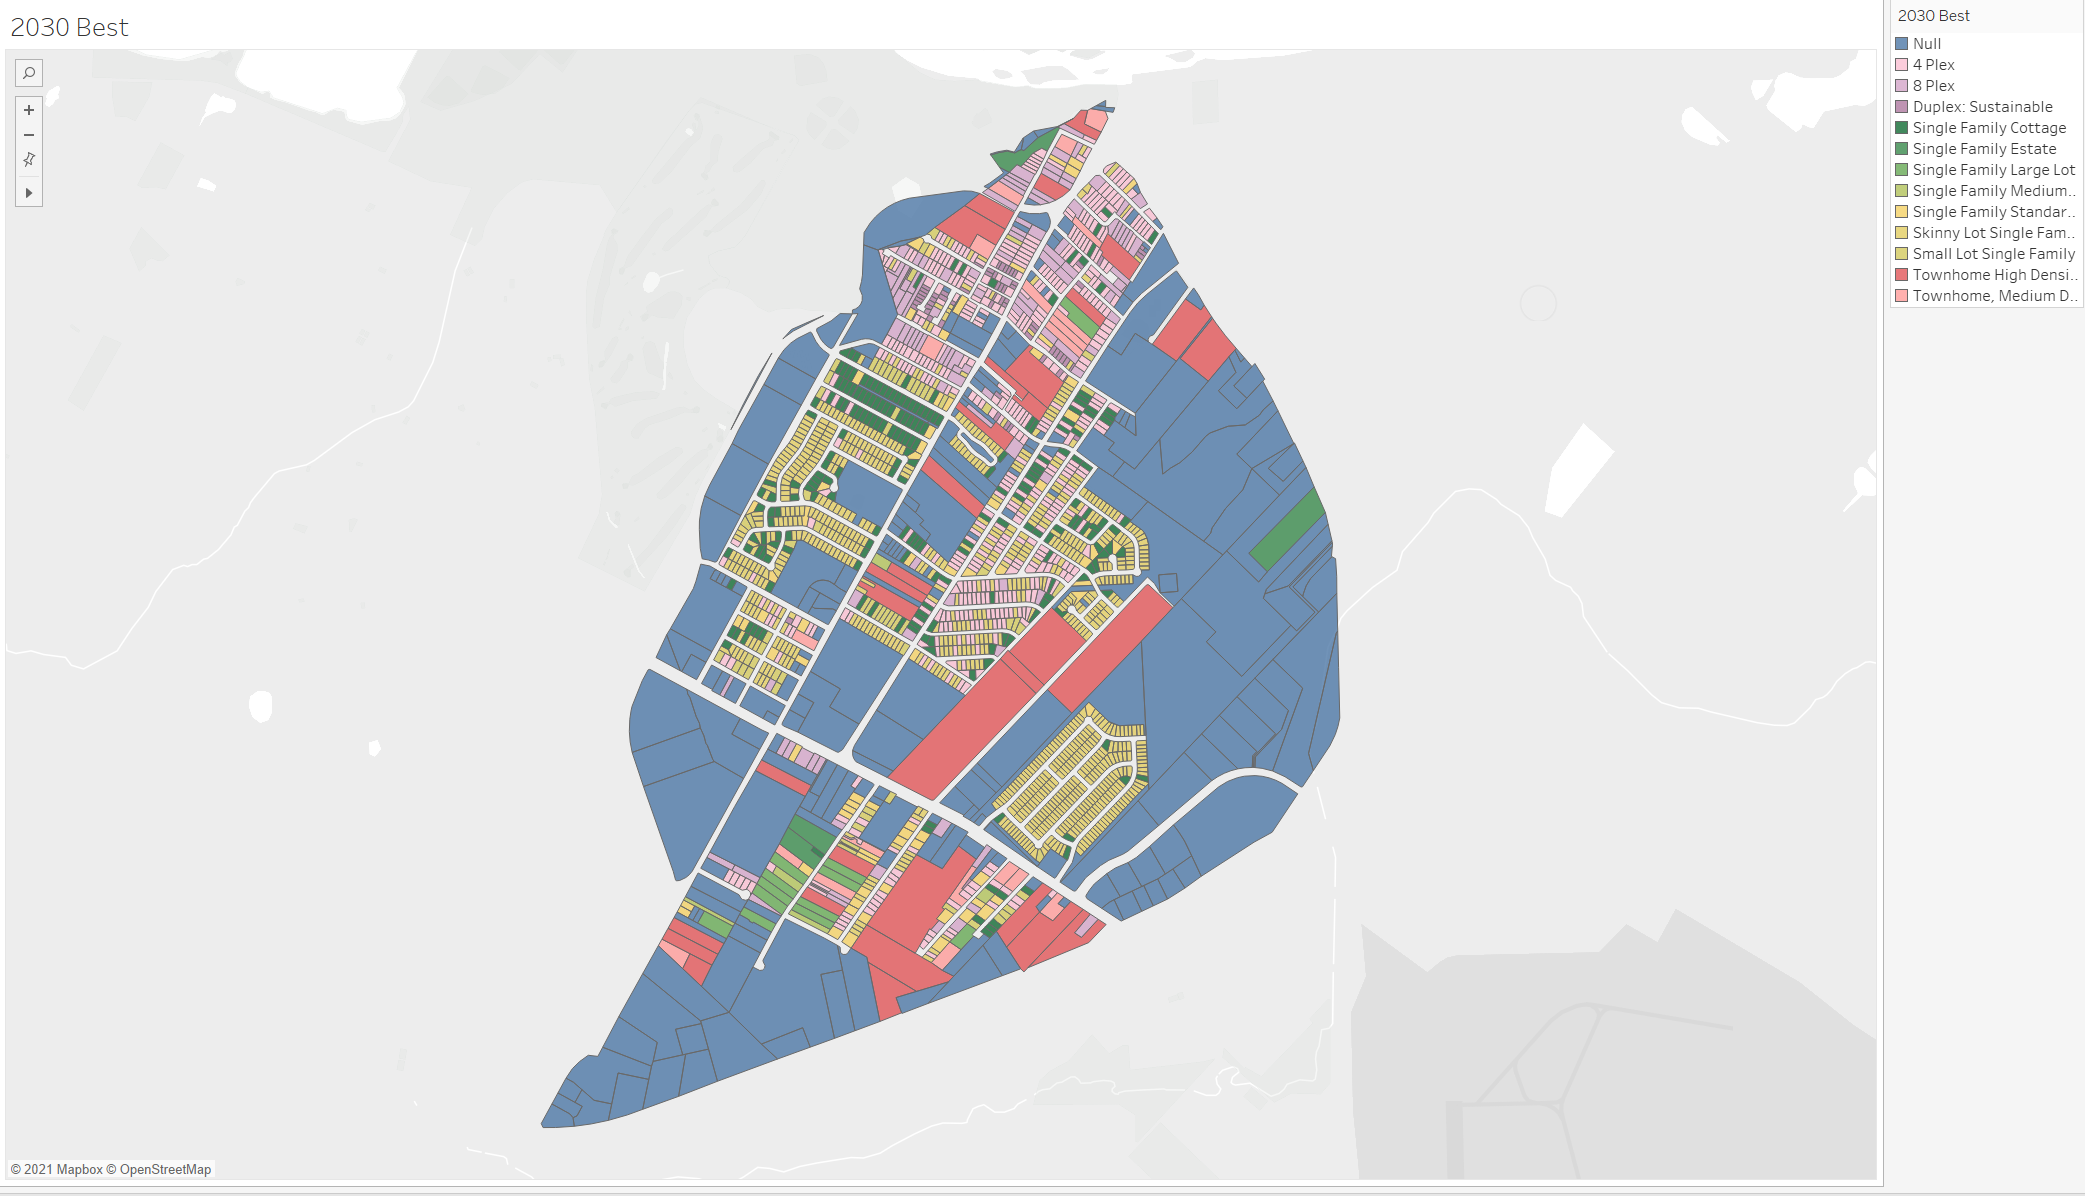 2030 Best
2030 Best
Null
4 Plex
8 Plex
Duplex: Sustainable
Single Family Cottage
Single Family Estate
Single Family Large Lot
Single Family Medium..
Single Family Standar..
Skinny Lot Single Fam..
Small Lot Single Family
Townhome High Densi..
Townhome, Medium D..
© 2021 Mapbox © OpenStreetMap